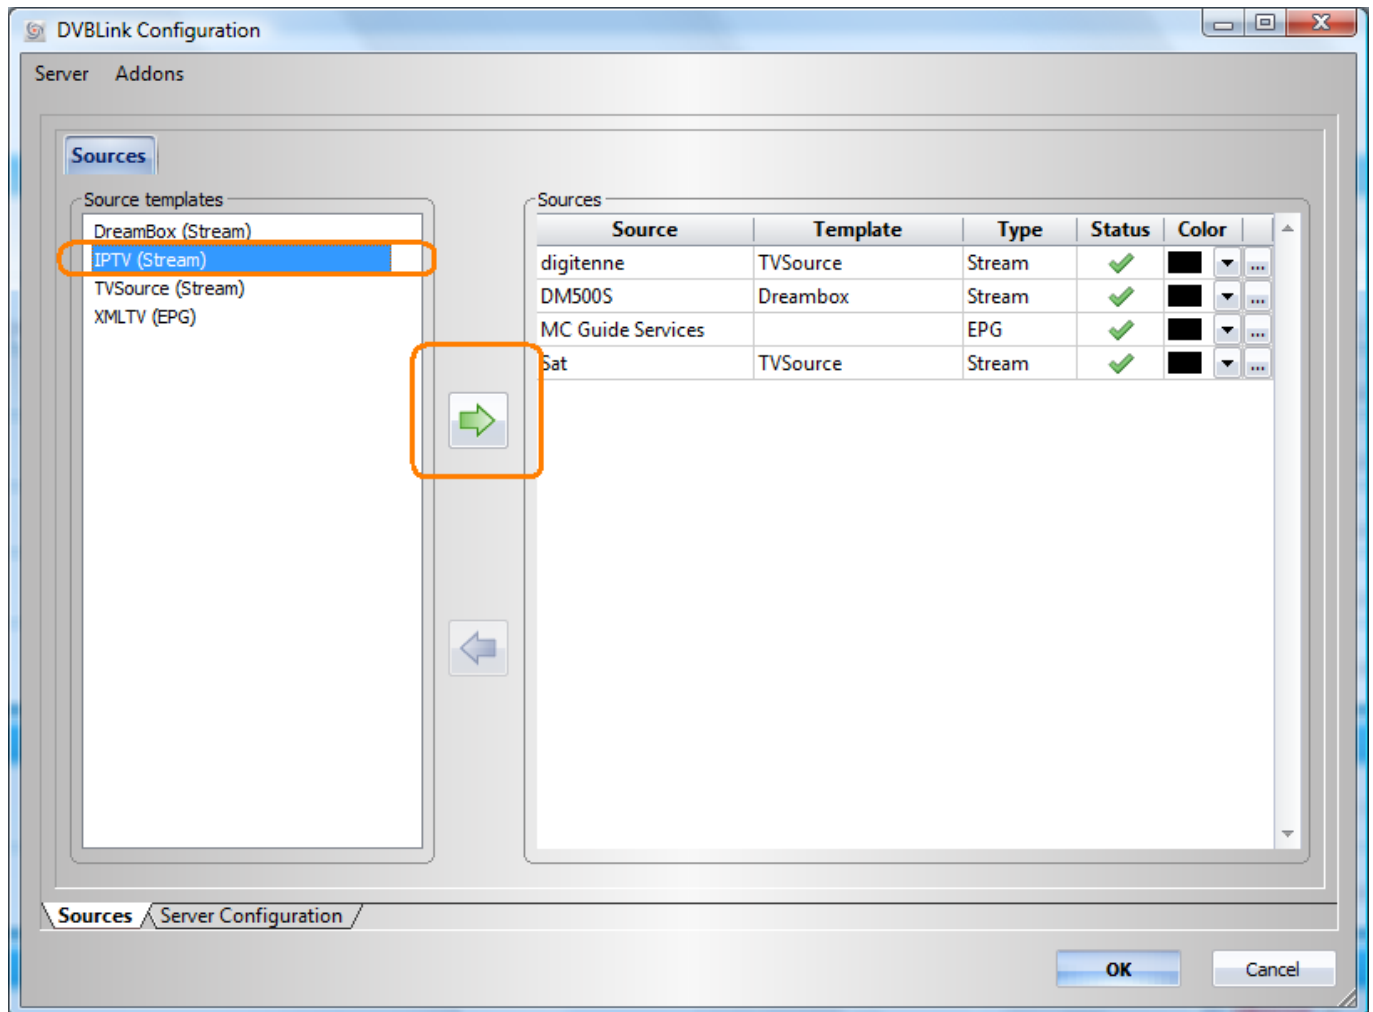 DVBLink Configuration
Server Addons
Sources
Source templates
DreamBox (Stream)
IPTV (Stream)
TVSource (Stream)
XMLTV (EPG)
Sources
Source Template Type Status Color
digitenne TVSource Stream ...
DM500S Dreambox Stream ...
MC Guide Services EPG ...
Sat TVSource Stream ...
Sources Server Configuration
OK Cancel